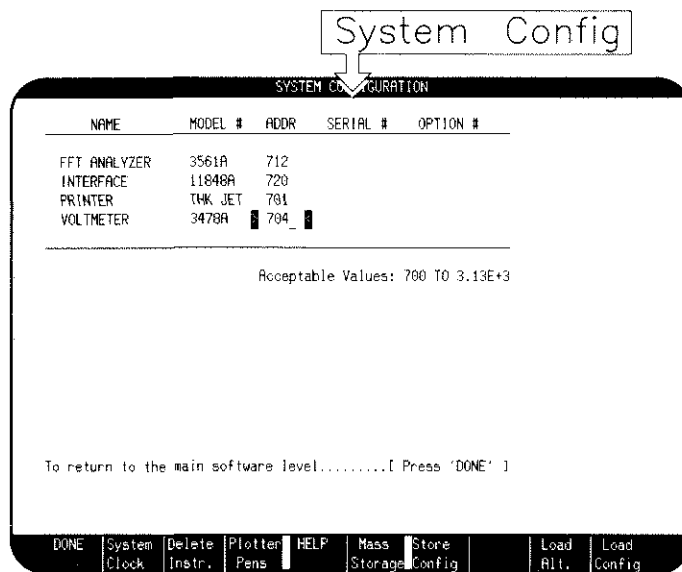 System Config
SYSTEM CONFIGURATION
NAME MODEL # ADDR SERIAL # OPTION #
FFT ANALYZER 3561A 712
INTERFACE 11848A 720
PRINTER THK JET 701
VOLTMETER 3478A > 704_ <
Acceptable Values: 700 TO 3.13E+3
To return to the main software level.........[ Press 'DONE' ]
DONE System Delete Plotter HELP Mass Store Load Load
Clock Instr. Pens Storage Config Alt. Config